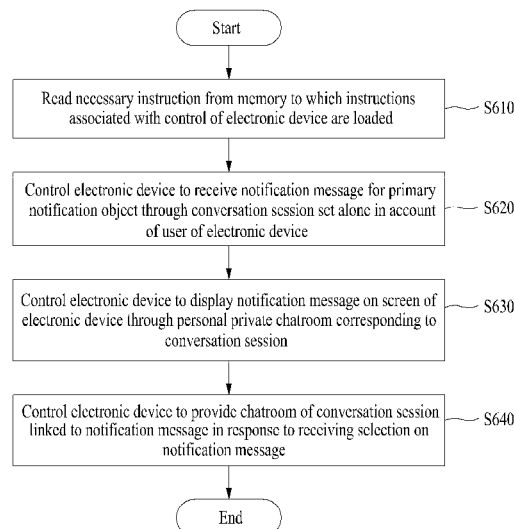 Start
Read necessary instruction from memory to which instructions
associated with control of electronic device are loaded
S610
Control electronic device to receive notification message for primary
notification object through conversation session set alone in account
of user of electronic device
S620
Control electronic device to display notification message on screen of
electronic device through personal private chatroom corresponding to
conversation session
S630
Control electronic device to provide chatroom of conversation session
linked to notification message in response to receiving selection on
notification message
S640
End